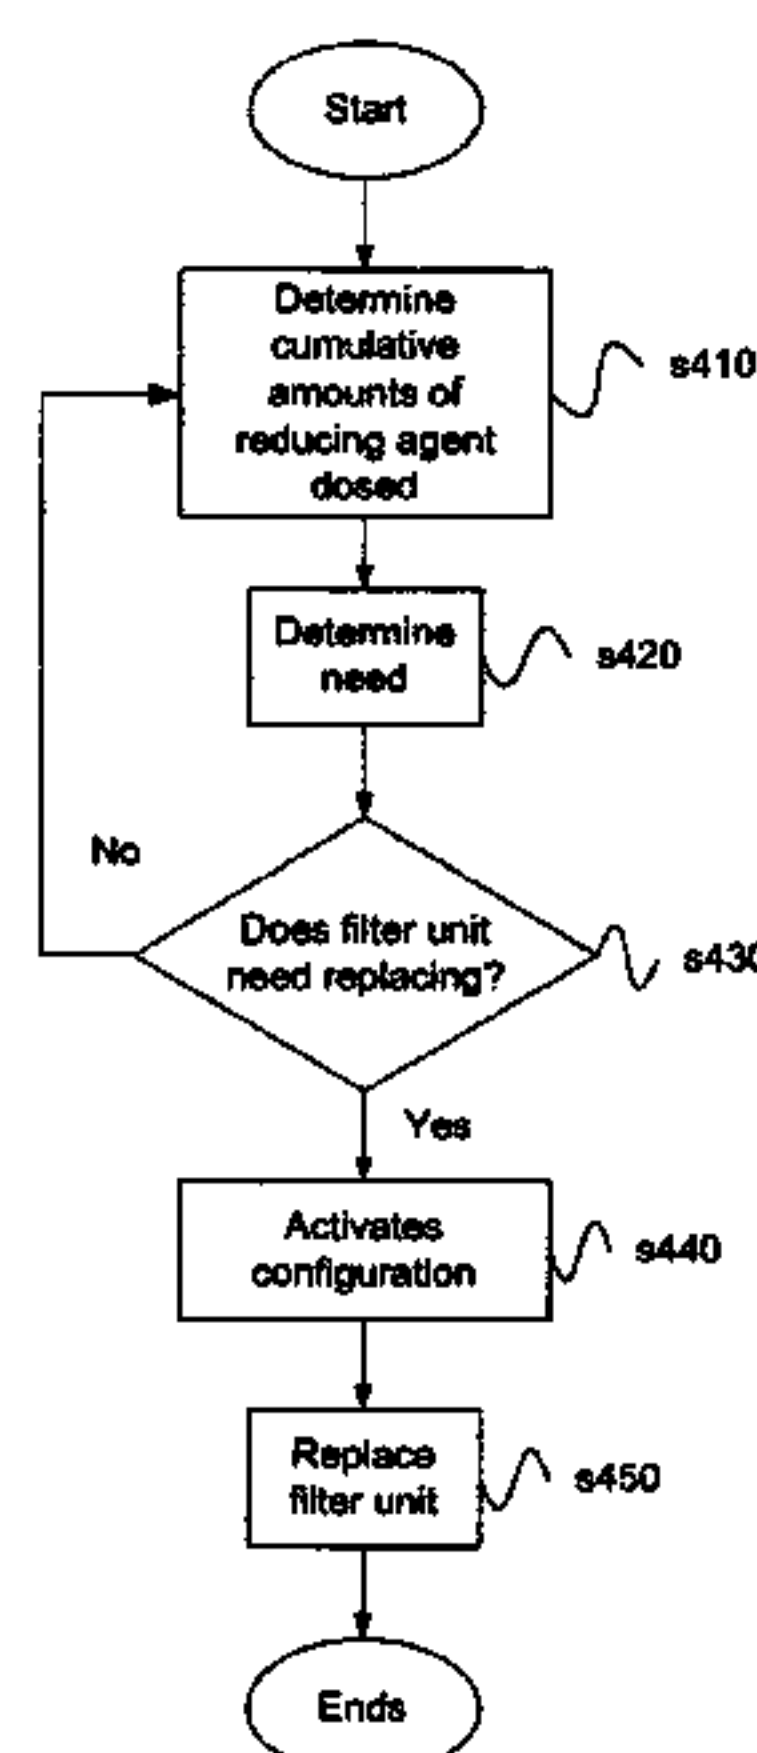 Start
Determine
cumulative
amounts of
reducing agent
dosed
s410
Determine
need
s420
No
Does filter unit
need replacing?
s430
Yes
Activates
configuration
s440
Replace
filter unit
s450
Ends